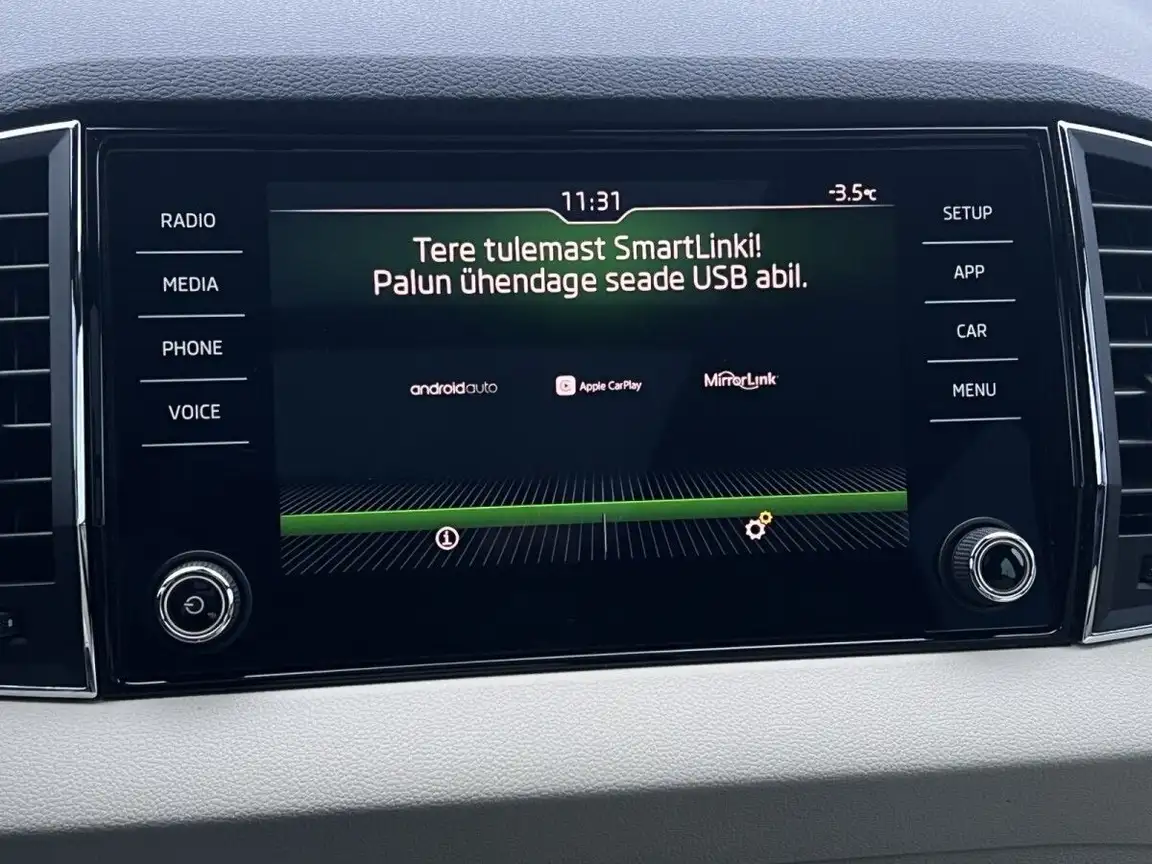 11:31
-3.5°C
Tere tulemast SmartLinki!
Palun ühendage seade USB abil.
androidauto
Apple CarPlay
MirrorLink
RADIO
MEDIA
PHONE
VOICE
SETUP
APP
CAR
MENU